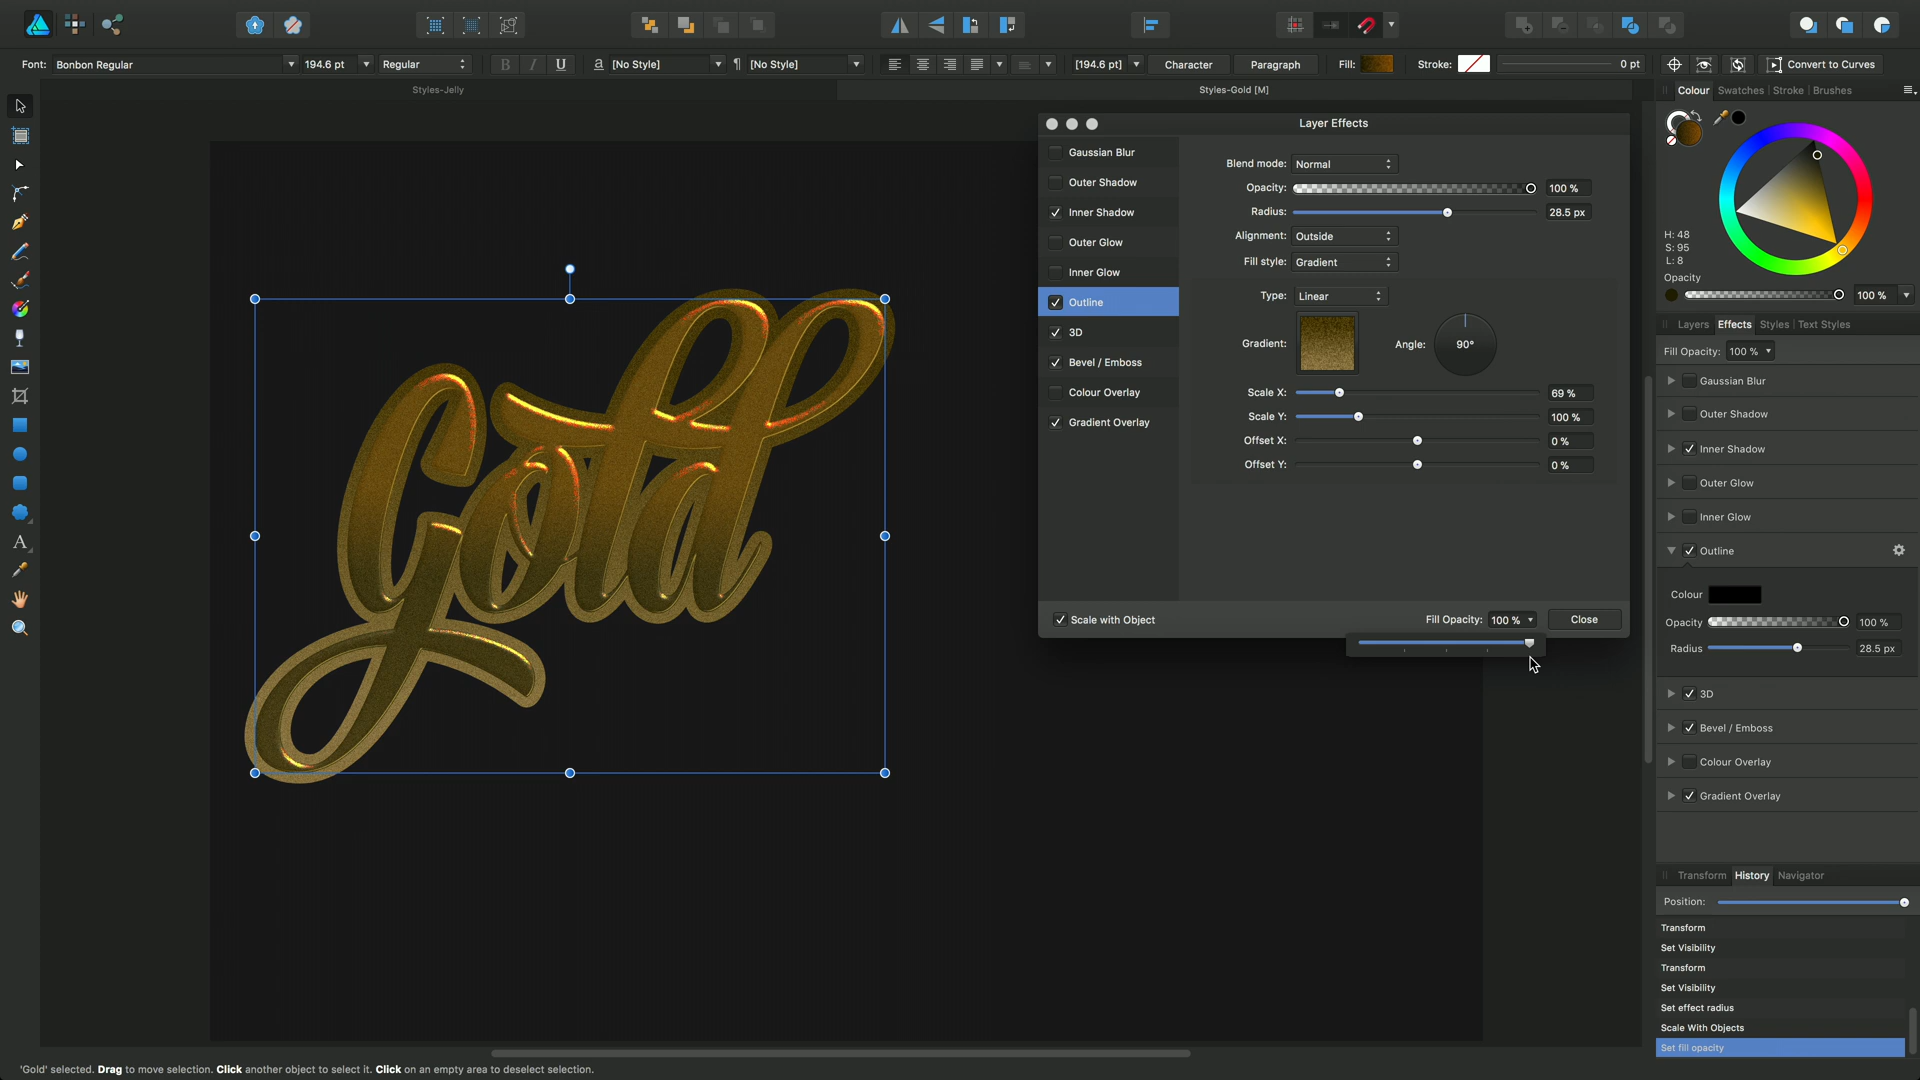 Font: Bonbon Regular 194.6 pt Regular B I U a [No Style] ¶ [No Style] [194.6 pt] Character Paragraph Fill: Stroke: 0 pt Convert to Curves
Styles-Jelly Styles-Gold [M]
Colour Swatches Stroke Brushes
H: 48
S: 95
L: 8
Opacity
100 %
Layers Effects Styles Text Styles
Fill Opacity: 100 %
Gaussian Blur
Outer Shadow
Inner Shadow
Outer Glow
Inner Glow
Outline
Colour
Opacity 100 %
Radius 28.5 px
3D
Bevel / Emboss
Colour Overlay
Gradient Overlay
Transform History Navigator
Position:
Transform
Set Visibility
Transform
Set Visibility
Set effect radius
Scale With Objects
Set fill opacity
Layer Effects
Gaussian Blur
Outer Shadow
Inner Shadow
Outer Glow
Inner Glow
Outline
3D
Bevel / Emboss
Colour Overlay
Gradient Overlay
Blend mode: Normal
Opacity: 100 %
Radius: 28.5 px
Alignment: Outside
Fill style: Gradient
Type: Linear
Gradient: Angle: 90°
Scale X: 69 %
Scale Y: 100 %
Offset X: 0 %
Offset Y: 0 %
Scale with Object Fill Opacity: 100 % Close
Gold
A
'Gold' selected. Drag to move selection. Click another object to select it. Click on an empty area to deselect selection.